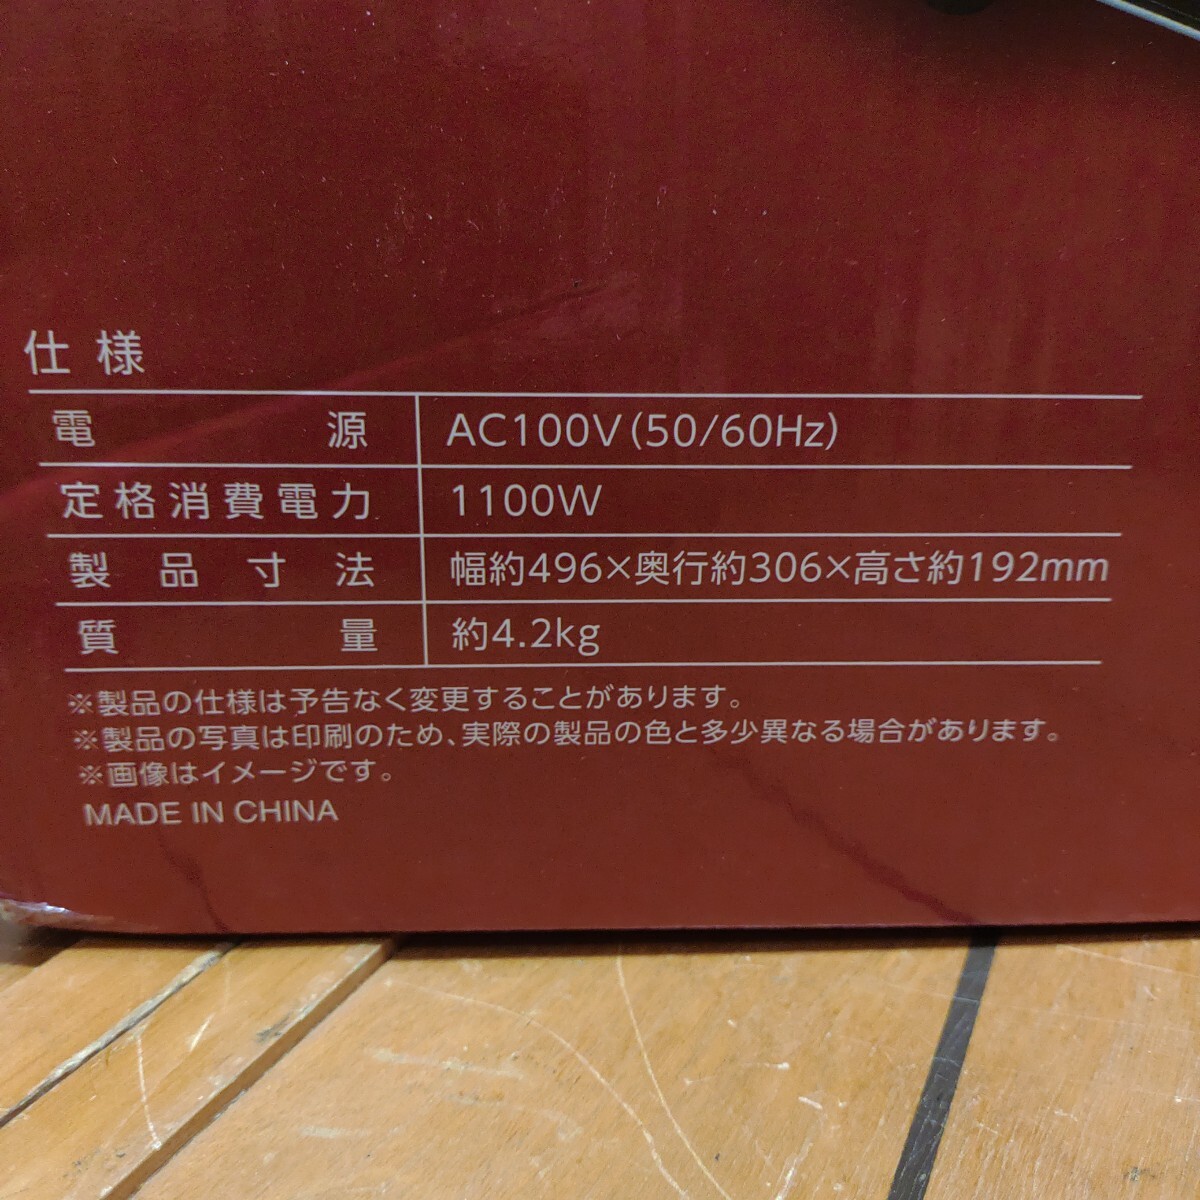 仕様
電源 AC100V(50/60Hz)
定格消費電力 1100W
製品寸法 幅約496×奥行約306×高さ約192mm
質量 約4.2kg
※製品の仕様は予告なく変更することがあります。
※製品の写真は印刷のため、実際の製品の色と多少異なる場合があります。
※画像はイメージです。
MADE IN CHINA